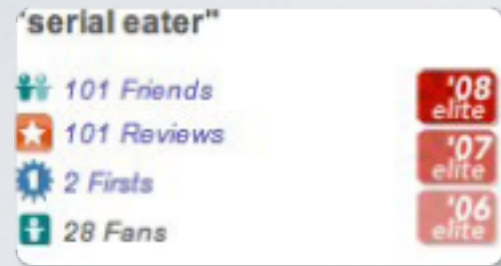 "serial eater"
101 Friends
'08
elite
101 Reviews
'07
elite
2 Firsts
'06
elite
28 Fans